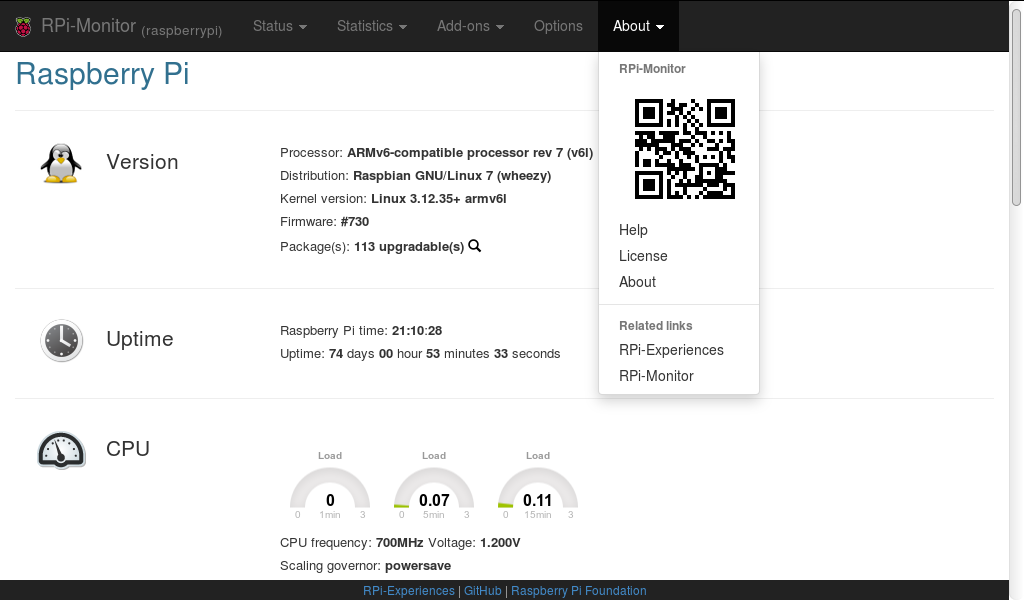 RPi-Monitor (raspberrypi) Status Statistics Add-ons Options About
Raspberry Pi
RPi-Monitor
Help
License
About
Related links
RPi-Experiences
RPi-Monitor
Version
Processor: ARMv6-compatible processor rev 7 (v6l)
Distribution: Raspbian GNU/Linux 7 (wheezy)
Kernel version: Linux 3.12.35+ armv6l
Firmware: #730
Package(s): 113 upgradable(s)
Uptime
Raspberry Pi time: 21:10:28
Uptime: 74 days 00 hour 53 minutes 33 seconds
CPU
Load Load Load
0 0.07 0.11
0 1min 3 0 5min 3 0 15min 3
CPU frequency: 700MHz Voltage: 1.200V
Scaling governor: powersave
RPi-Experiences | GitHub | Raspberry Pi Foundation